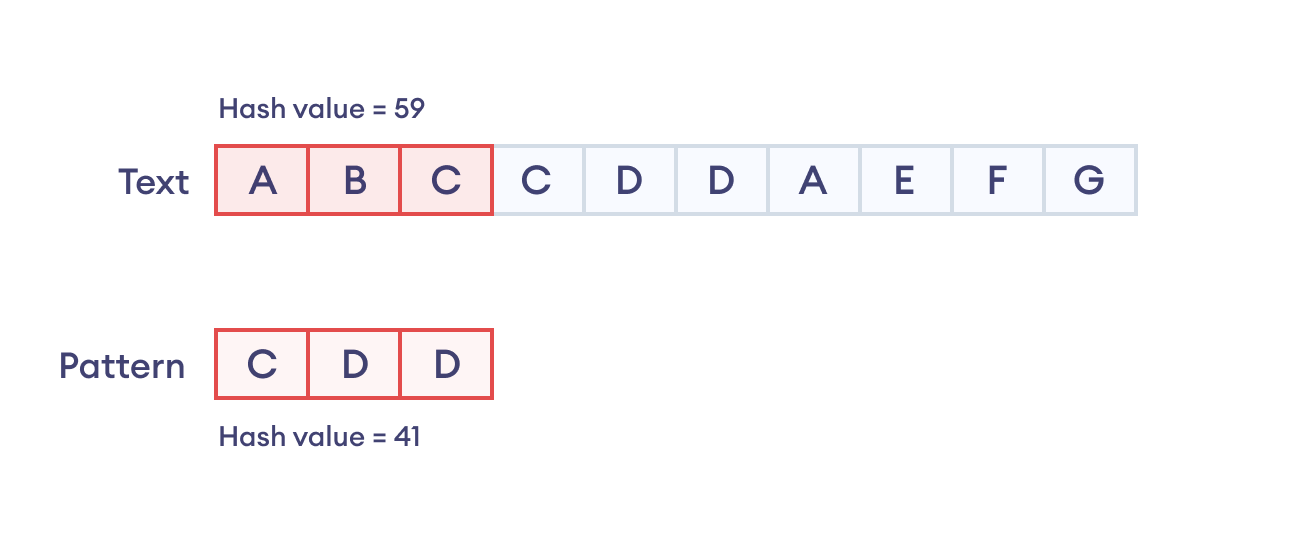 Hash value = 59
Text A B C C D D A E F G
Pattern C D D
Hash value = 41